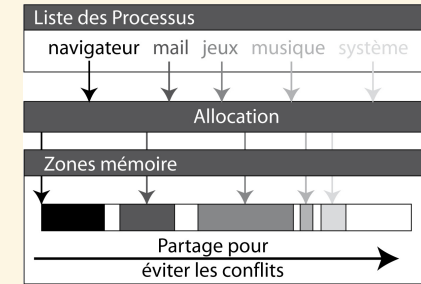 Liste des Processus
navigateur mail jeux musique système
Allocation
Zones mémoire
Partage pour
éviter les conflits